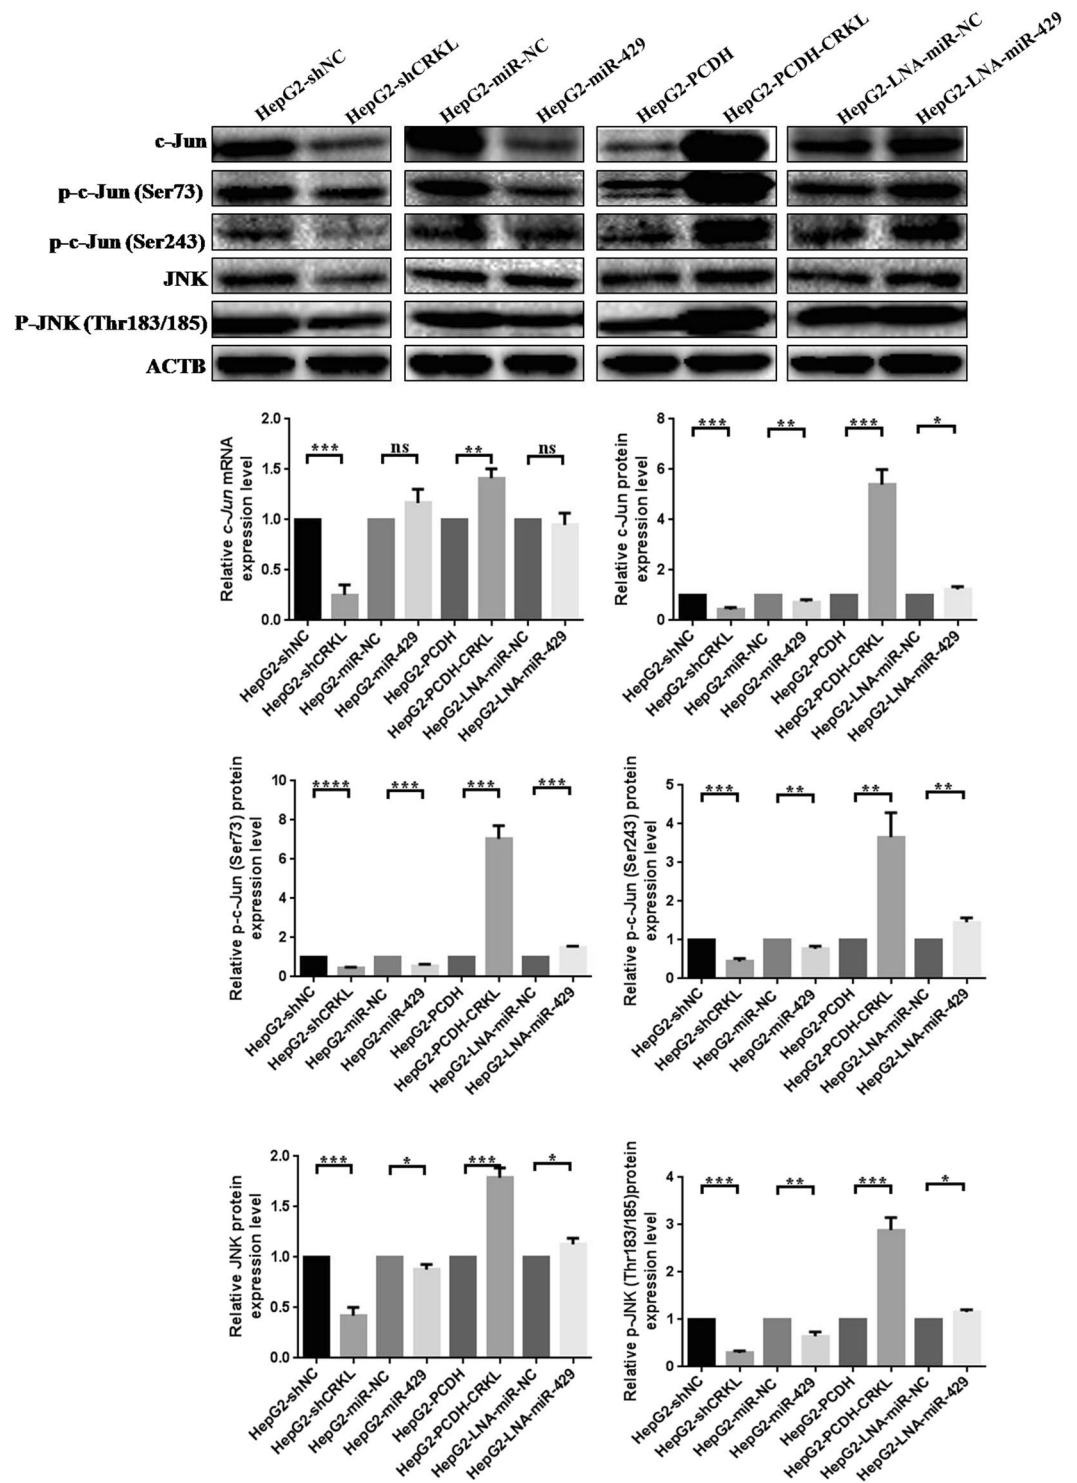 HepG2-shNC
HepG2-shCRKL
HepG2-miR-NC
HepG2-miR-429
HepG2-PCDH
HepG2-PCDH-CRKL
HepG2-LNA-miR-NC
HepG2-LNA-miR-429
c-Jun
p-c-Jun (Ser73)
p-c-Jun (Ser243)
JNK
P-JNK (Thr183/185)
ACTB
Relative c-Jun mRNA
expression level
2.0
1.5
1.0
0.5
0.0
*** ns ** ns
HepG2-shNC
HepG2-shCRKL
HepG2-miR-NC
HepG2-miR-429
HepG2-PCDH
HepG2-PCDH-CRKL
HepG2-LNA-miR-NC
HepG2-LNA-miR-429
Relative c-Jun protein
expression level
8
6
4
2
0
*** ** *** *
HepG2-shNC
HepG2-shCRKL
HepG2-miR-NC
HepG2-miR-429
HepG2-PCDH
HepG2-PCDH-CRKL
HepG2-LNA-miR-NC
HepG2-LNA-miR-429
Relative p-c-Jun (Ser73) protein
expression level
10
8
6
4
2
0
**** *** *** ***
HepG2-shNC
HepG2-shCRKL
HepG2-miR-NC
HepG2-miR-429
HepG2-PCDH
HepG2-PCDH-CRKL
HepG2-LNA-miR-NC
HepG2-LNA-miR-429
Relative p-c-Jun (Ser243) protein
expression level
5
4
3
2
1
0
*** ** ** **
HepG2-shNC
HepG2-shCRKL
HepG2-miR-NC
HepG2-miR-429
HepG2-PCDH
HepG2-PCDH-CRKL
HepG2-LNA-miR-NC
HepG2-LNA-miR-429
Relative JNK protein
expression level
2.0
1.5
1.0
0.5
0.0
*** * *** *
HepG2-shNC
HepG2-shCRKL
HepG2-miR-NC
HepG2-miR-429
HepG2-PCDH
HepG2-PCDH-CRKL
HepG2-LNA-miR-NC
HepG2-LNA-miR-429
Relative p-JNK (Thr183/185)protein
expression level
4
3
2
1
0
*** ** *** *
HepG2-shNC
HepG2-shCRKL
HepG2-miR-NC
HepG2-miR-429
HepG2-PCDH
HepG2-PCDH-CRKL
HepG2-LNA-miR-NC
HepG2-LNA-miR-429